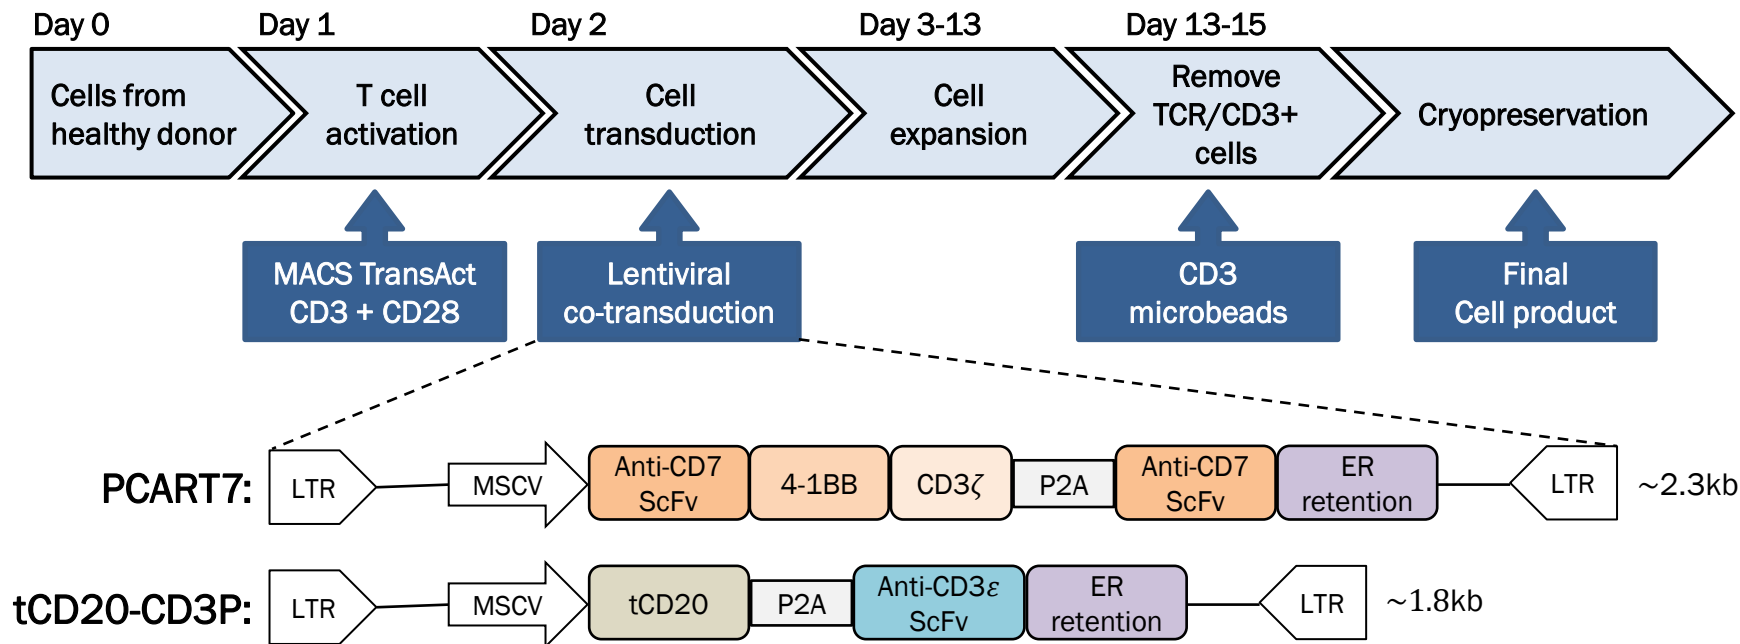 Day 0 Day 1 Day 2 Day 3-13 Day 13-15
Cells from
healthy donor
T cell
activation
Cell
transduction
Cell
expansion
Remove
TCR/CD3+
cells
Cryopreservation
MACS TransAct
CD3 + CD28
Lentiviral
co-transduction
CD3
microbeads
Final
Cell product
PCART7:
LTR
MSCV
Anti-CD7
ScFv
4-1BB
CD3ζ
P2A
Anti-CD7
ScFv
ER
retention
LTR
~2.3kb
tCD20-CD3P:
LTR
MSCV
tCD20
P2A
Anti-CD3ε
ScFv
ER
retention
LTR
~1.8kb